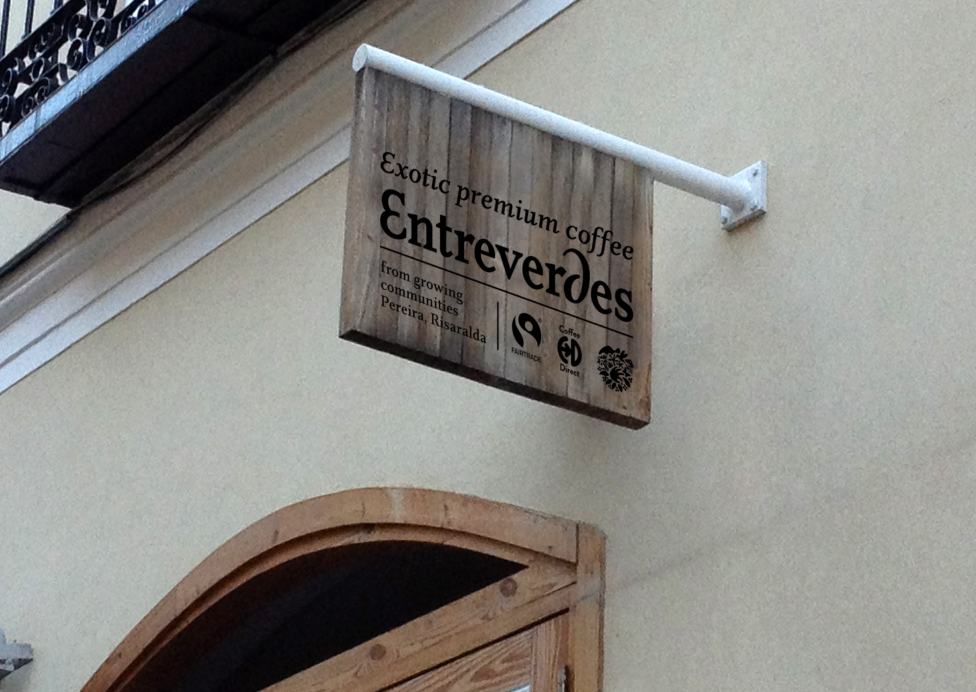 Exotic premium coffee
Entreverdes
from growing
communities
Pereira, Risaralda
FAIRTRADE
Coffee
Direct